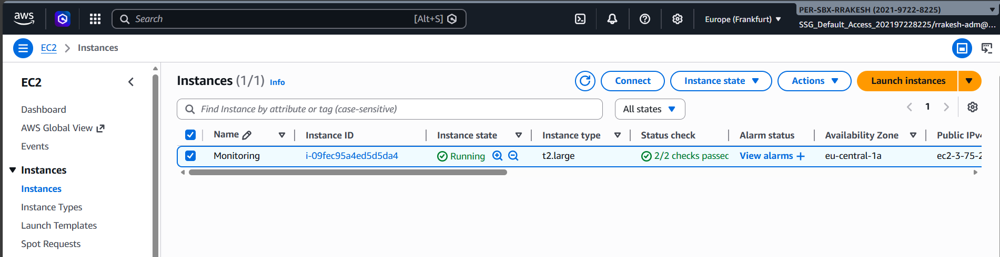 aws
Search [Alt+S]
Europe (Frankfurt)
PER-SBX-RRAKESH (2021-9722-8225)
SSG_Default_Access_202197228225/rrakesh-adm@...
EC2 Instances
EC2
Dashboard
AWS Global View
Events
Instances
Instances
Instance Types
Launch Templates
Spot Requests
Instances (1/1) Info
Connect Instance state Actions Launch instances
Find Instance by attribute or tag (case-sensitive) All states 1
Name Instance ID Instance state Instance type Status check Alarm status Availability Zone Public IPv4
Monitoring i-09fec95a4ed5d5da4 Running t2.large 2/2 checks passed View alarms + eu-central-1a ec2-3-75-2